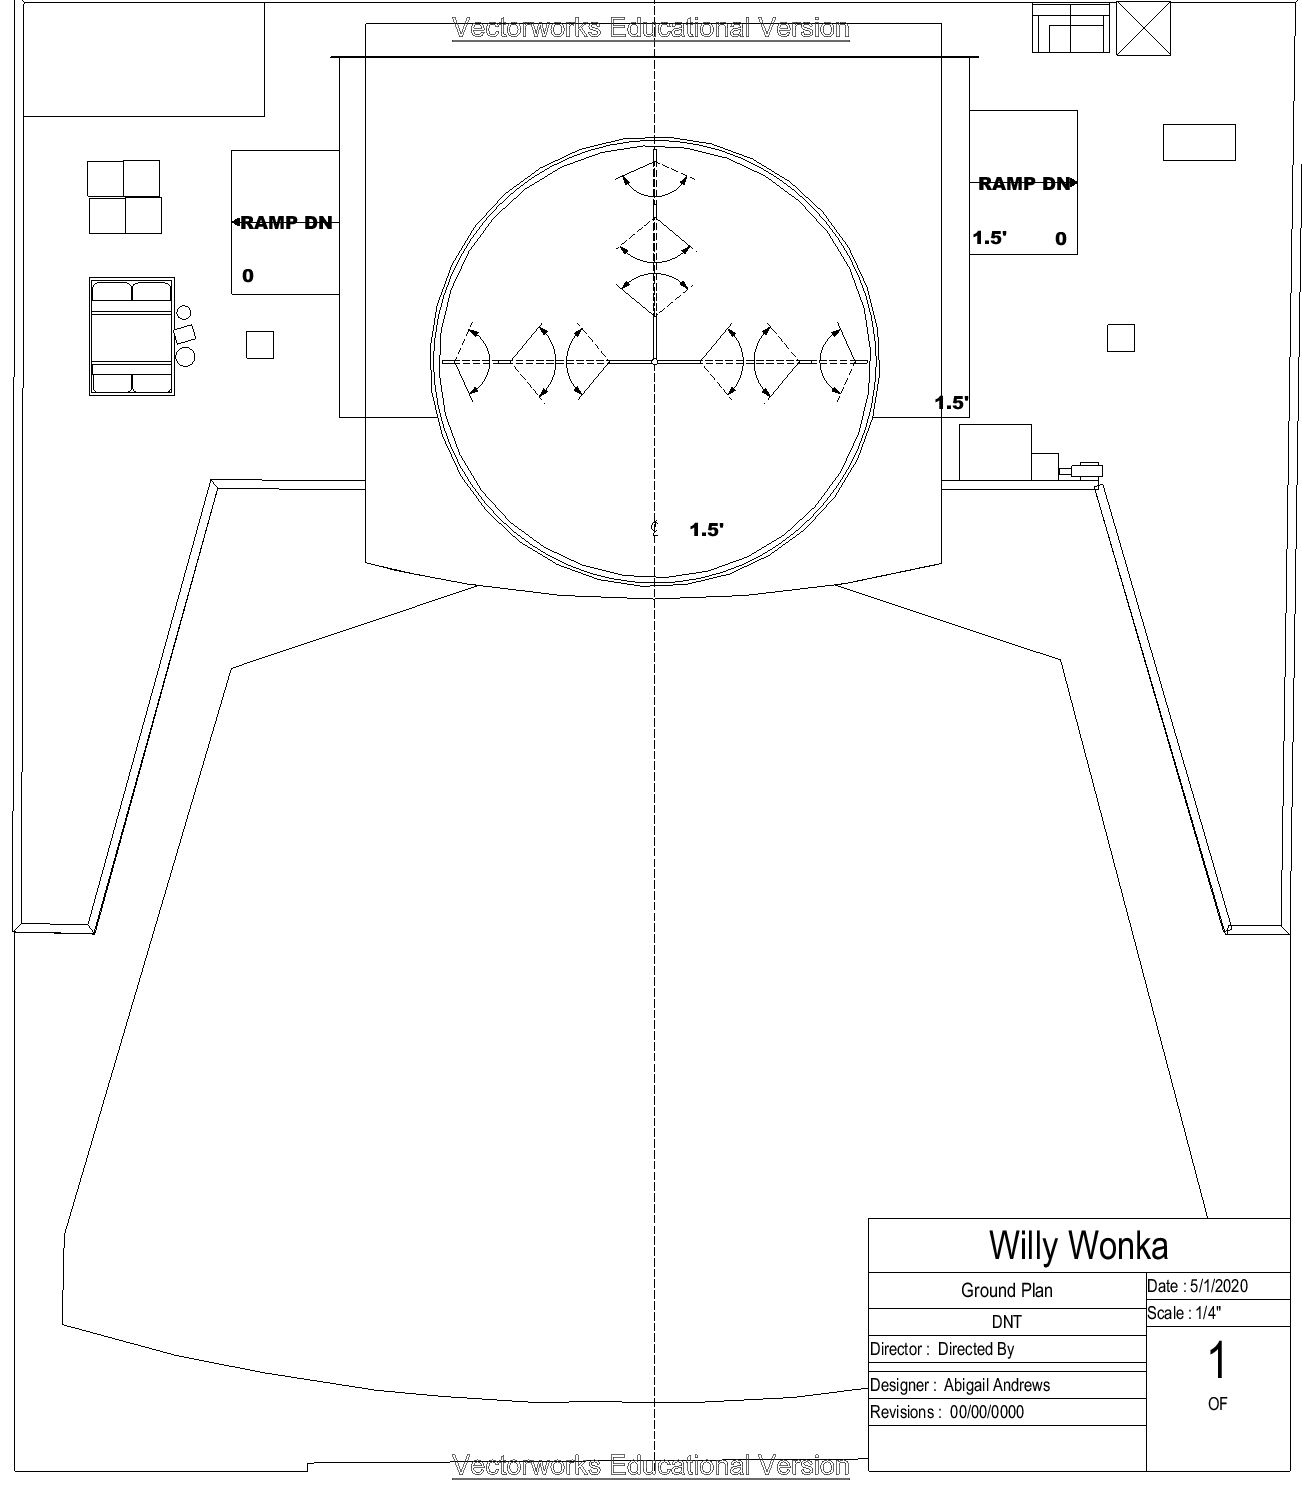 Vectorworks Educational Version
RAMP DN
RAMP DN
1.5'
0
0
1.5'
1.5'
Willy Wonka
Ground Plan
DNT
Director : Directed By
Designer : Abigail Andrews
Revisions : 00/00/0000
Date : 5/1/2020
Scale : 1/4"
1
OF
Vectorworks Educational Version